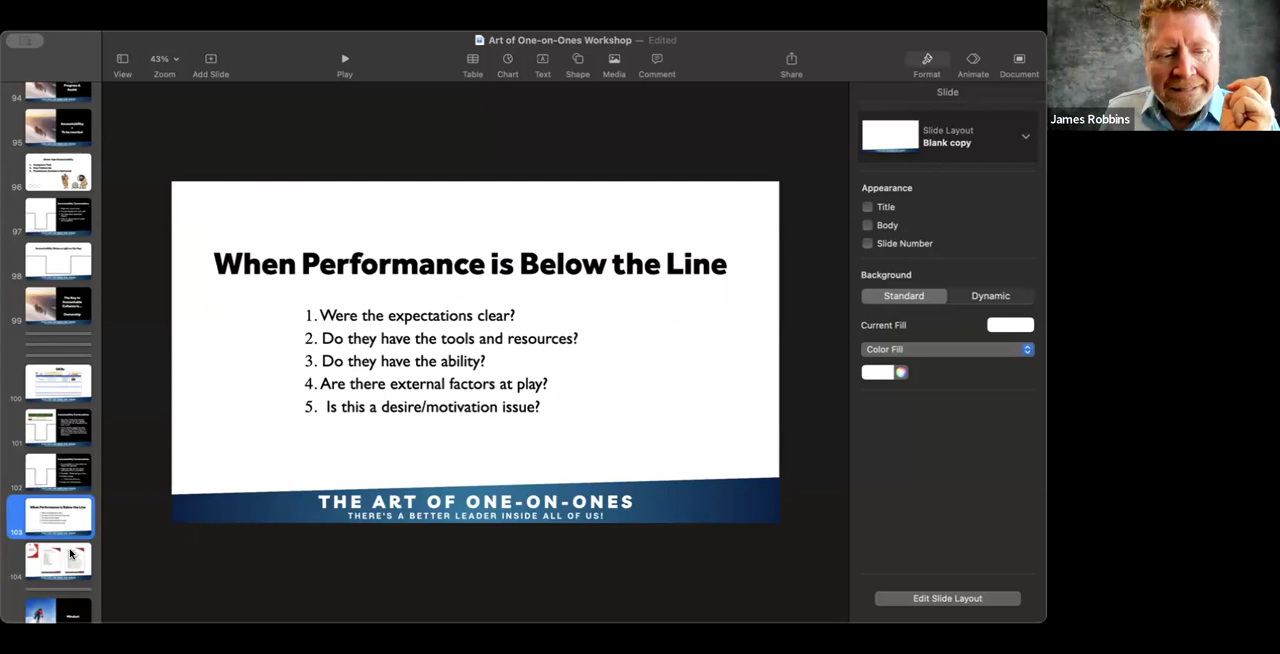 Art of One-on-Ones Workshop — Edited
43%
View
Zoom
Add Slide
Play
Table
Chart
Text
Shape
Media
Comment
Share
Format
Animate
Document
94
95
96
97
98
99
100
101
102
103
104
When Performance is Below the Line
1. Were the expectations clear?
2. Do they have the tools and resources?
3. Do they have the ability?
4. Are there external factors at play?
5. Is this a desire/motivation issue?
THE ART OF ONE-ON-ONES
THERE'S A BETTER LEADER INSIDE ALL OF US!
Slide
Slide Layout
Blank copy
Appearance
Title
Body
Slide Number
Background
Standard
Dynamic
Current Fill
Color Fill
Edit Slide Layout
James Robbins